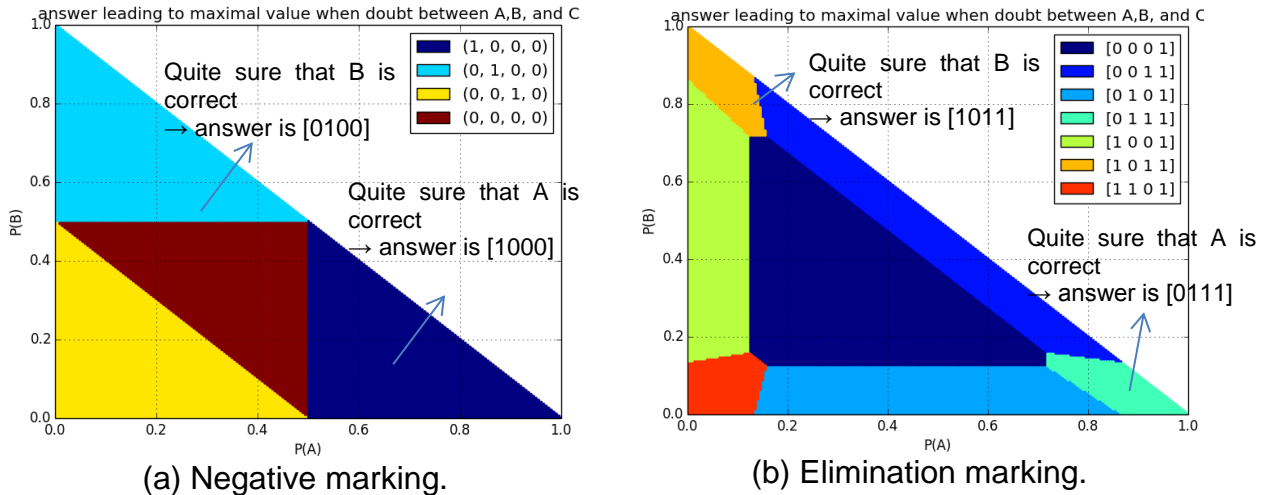 answer leading to maximal value when doubt between A,B, and C
(1, 0, 0, 0)
(0, 1, 0, 0)
(0, 0, 1, 0)
(0, 0, 0, 0)
Quite sure that B is
correct
→ answer is [0100]
Quite sure that A is
correct
→ answer is [1000]
1.0
0.8
0.6
0.4
0.2
0.0
P(B)
0.0 0.2 0.4 0.6 0.8 1.0
P(A)
(a) Negative marking.
answer leading to maximal value when doubt between A,B, and C
[0 0 0 1]
[0 0 1 1]
[0 1 0 1]
[0 1 1 1]
[1 0 0 1]
[1 0 1 1]
[1 1 0 1]
Quite sure that B is
correct
→ answer is [1011]
Quite sure that A is
correct
→ answer is [0111]
1.0
0.8
0.6
0.4
0.2
0.0
P(B)
0.0 0.2 0.4 0.6 0.8 1.0
P(A)
(b) Elimination marking.